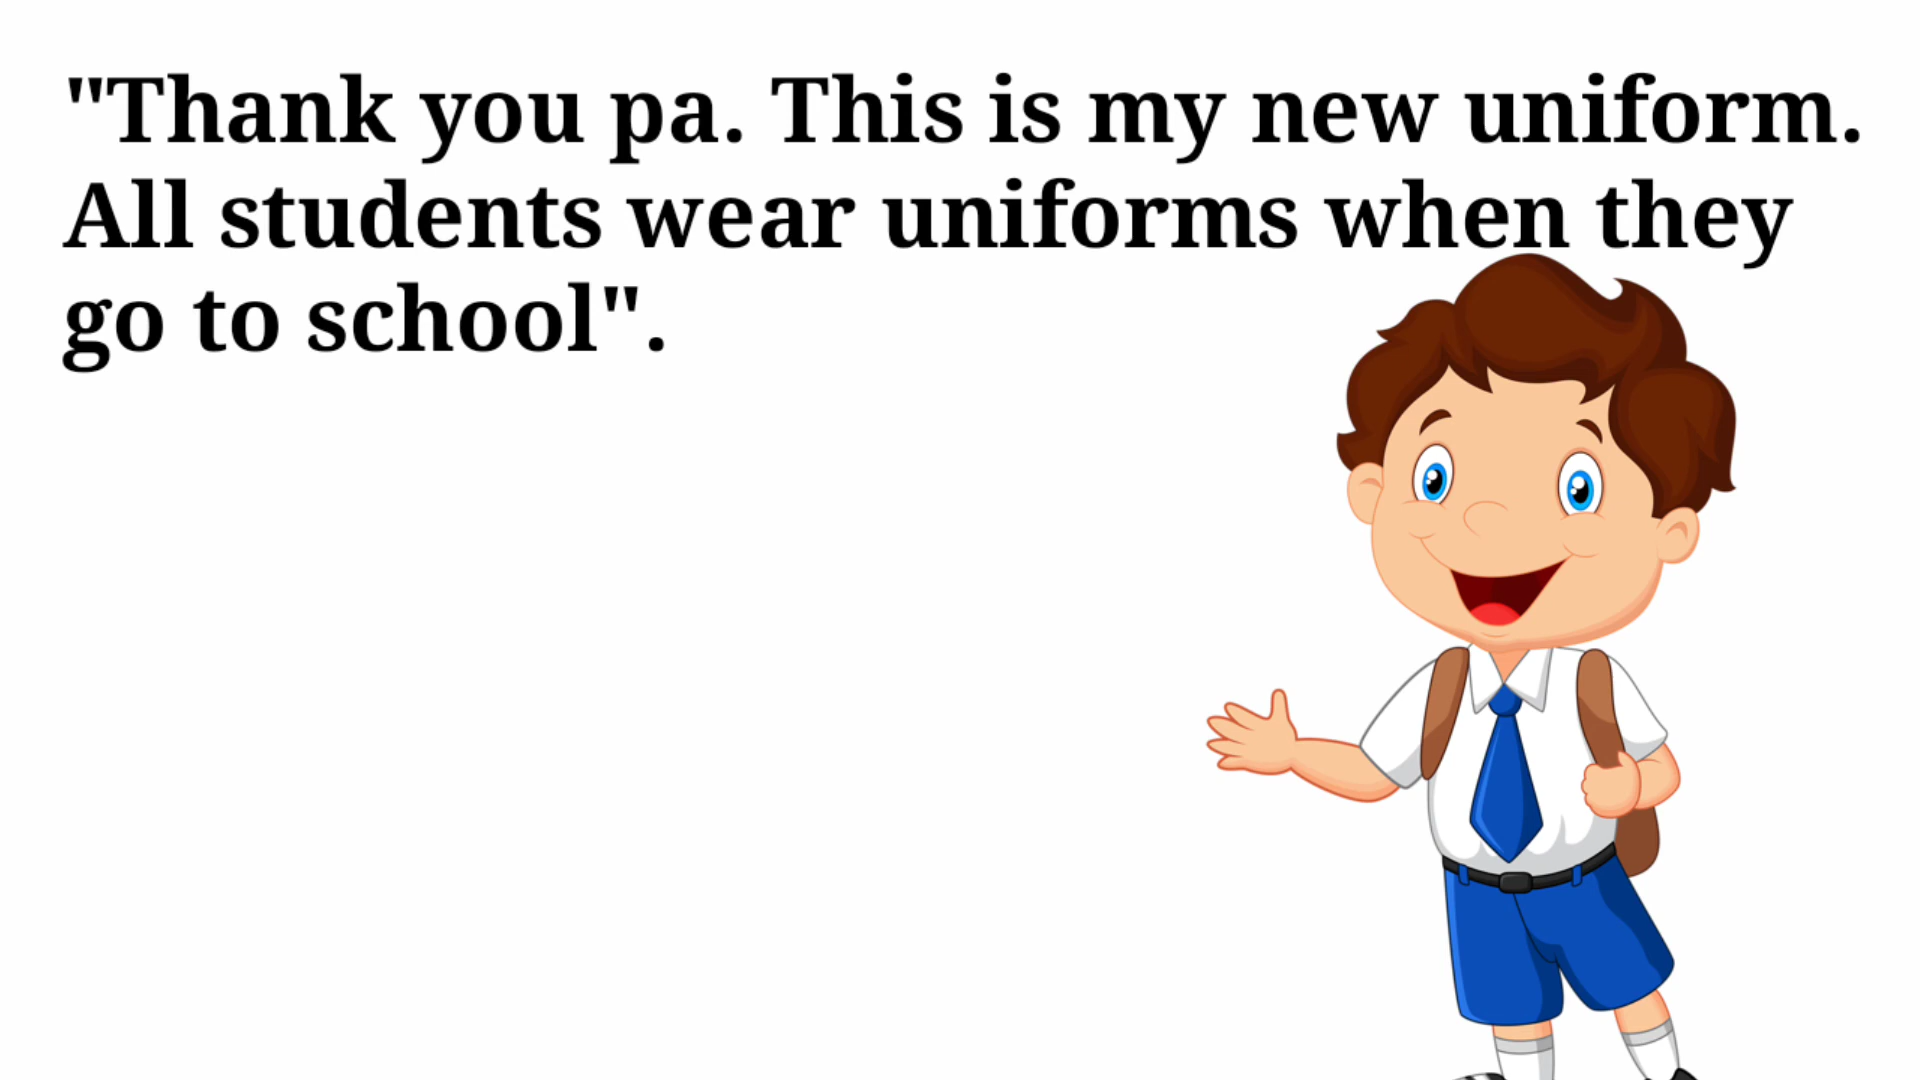 "Thank you pa. This is my new uniform.
All students wear uniforms when they
go to school".